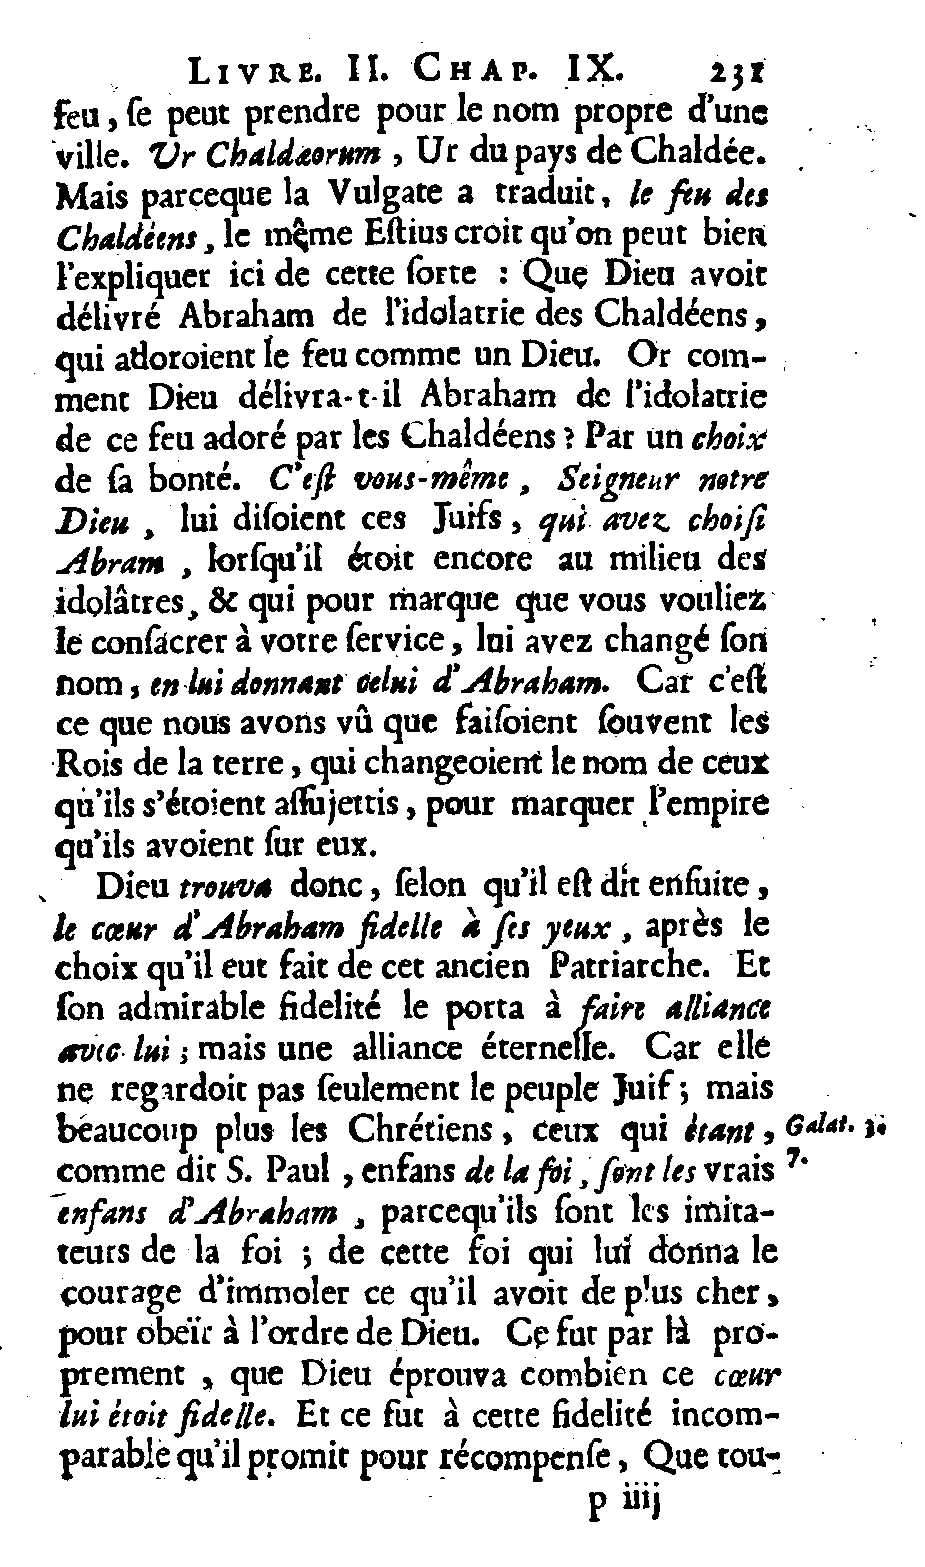 LIVRE. II. CHAP. IX. 231
feu, ſe peut prendre pour le nom propre d'une
ville. Ur Chaldæorum, Ur du pays de Chaldée.
Mais parceque la Vulgate a traduit, le feu des
Chaldéens, le même Eſtius croit qu'on peut bien
l'expliquer ici de cette ſorte : Que Dieu avoit
délivré Abraham de l'idolatrie des Chaldéens,
qui adoroient le feu comme un Dieu. Or com-
ment Dieu délivra-t-il Abraham de l'idolatrie
de ce feu adoré par les Chaldéens ? Par un choix
de ſa bonté. C'eſt vous-même, Seigneur notre
Dieu, lui diſoient ces Juifs, qui avez choiſi
Abram, lorſqu'il étoit encore au milieu des
idolâtres, & qui pour marque que vous vouliez
le conſacrer à votre ſervice, lui avez changé ſon
nom, en lui donnant celui d'Abraham. Car c'eſt
ce que nous avons vû que faiſoient ſouvent les
Rois de la terre, qui changeoient le nom de ceux
qu'ils s'étoient aſſujettis, pour marquer l'empire
qu'ils avoient ſur eux.
Dieu trouva donc, ſelon qu'il eſt dit enſuite,
le cœur d'Abraham fidelle à ſes yeux, après le
choix qu'il eut fait de cet ancien Patriarche. Et
ſon admirable fidelité le porta à faire alliance
avec lui ; mais une alliance éternelle. Car elle
ne regardoit pas ſeulement le peuple Juif ; mais
beaucoup plus les Chrétiens, ceux qui étant, Galat. 3.
comme dit S. Paul, enfans de la foi, ſont les vrais 7.
enfans d'Abraham, parcequ'ils ſont les imita-
teurs de la foi ; de cette foi qui lui donna le
courage d'immoler ce qu'il avoit de plus cher,
pour obeïr à l'ordre de Dieu. Ce fut par là pro-
prement, que Dieu éprouva combien ce cœur
lui étoit fidelle. Et ce fut à cette fidelité incom-
parable qu'il promit pour récompenſe, Que tou-
p iiij